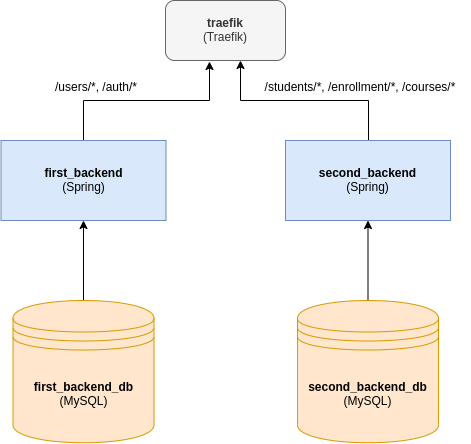 traefik
(Traefik)
/users/*, /auth/*
/students/*, /enrollment/*, /courses/*
first_backend
(Spring)
second_backend
(Spring)
first_backend_db
(MySQL)
second_backend_db
(MySQL)